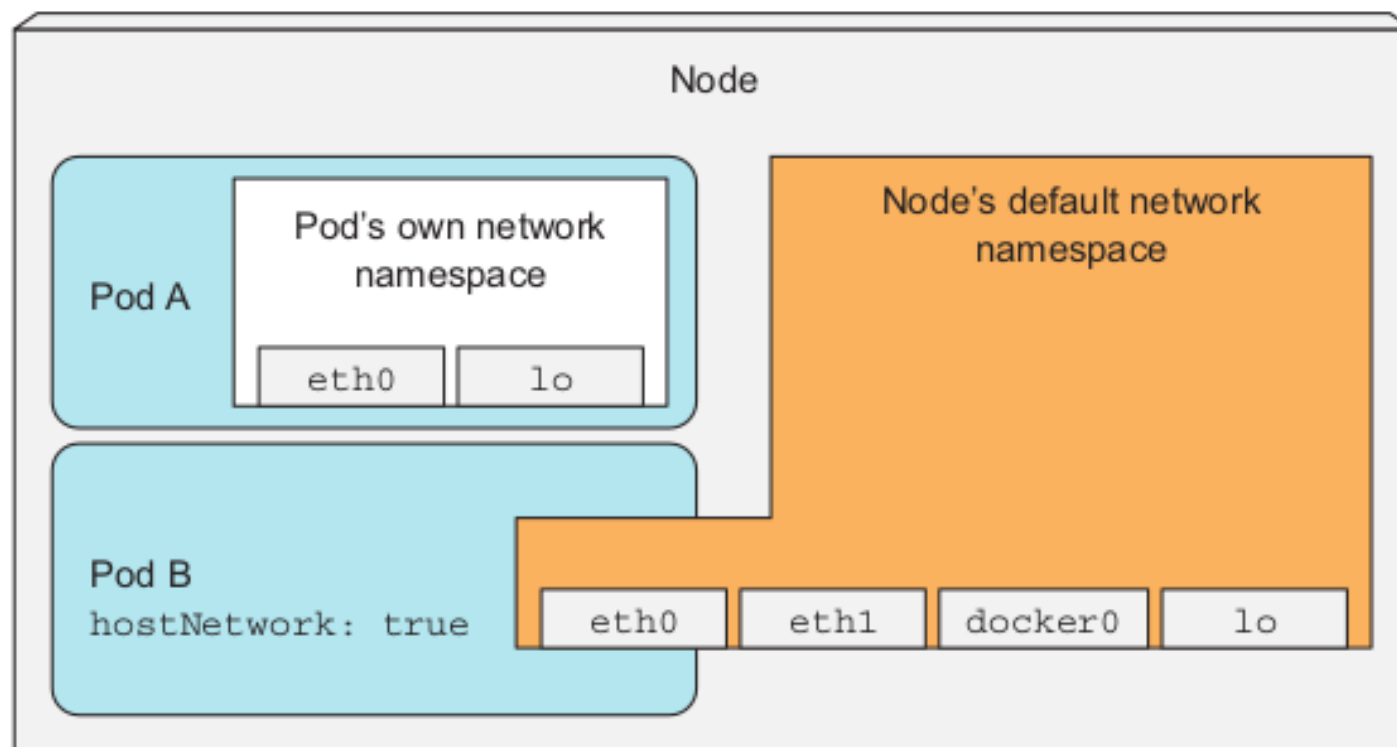 Node
Pod A
Pod's own network
namespace
eth0
lo
Node's default network
namespace
Pod B
hostNetwork: true
eth0
eth1
docker0
lo